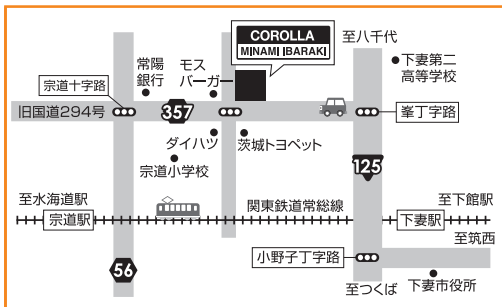 COROLLA
MINAMI IBARAKI
至八千代
常陽
銀行
モス
バーガー
下妻第二
高等学校
宗道十字路
旧国道294号
357
峯丁字路
ダイハツ
茨城トヨペット
宗道小学校
125
至水海道駅
関東鉄道常総線
至下館駅
宗道駅
下妻駅
至筑西
小野子丁字路
56
至つくば
下妻市役所